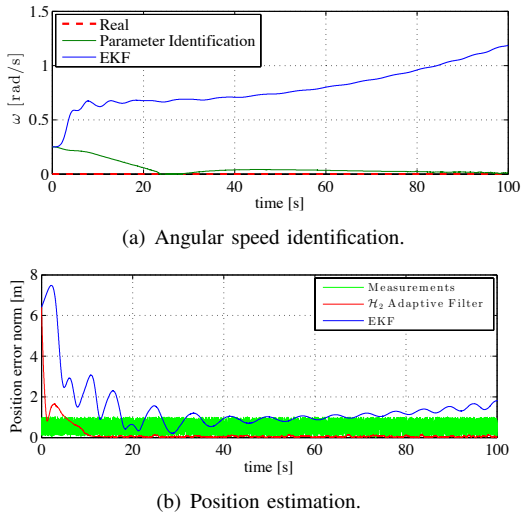 1.5
1
0.5
0
ω [rad/s]
Real
Parameter Identification
EKF
0 20 40 60 80 100
time [s]
(a) Angular speed identification.
8
6
4
2
0
Position error norm [m]
Measurements
ℋ₂ Adaptive Filter
EKF
0 20 40 60 80 100
time [s]
(b) Position estimation.